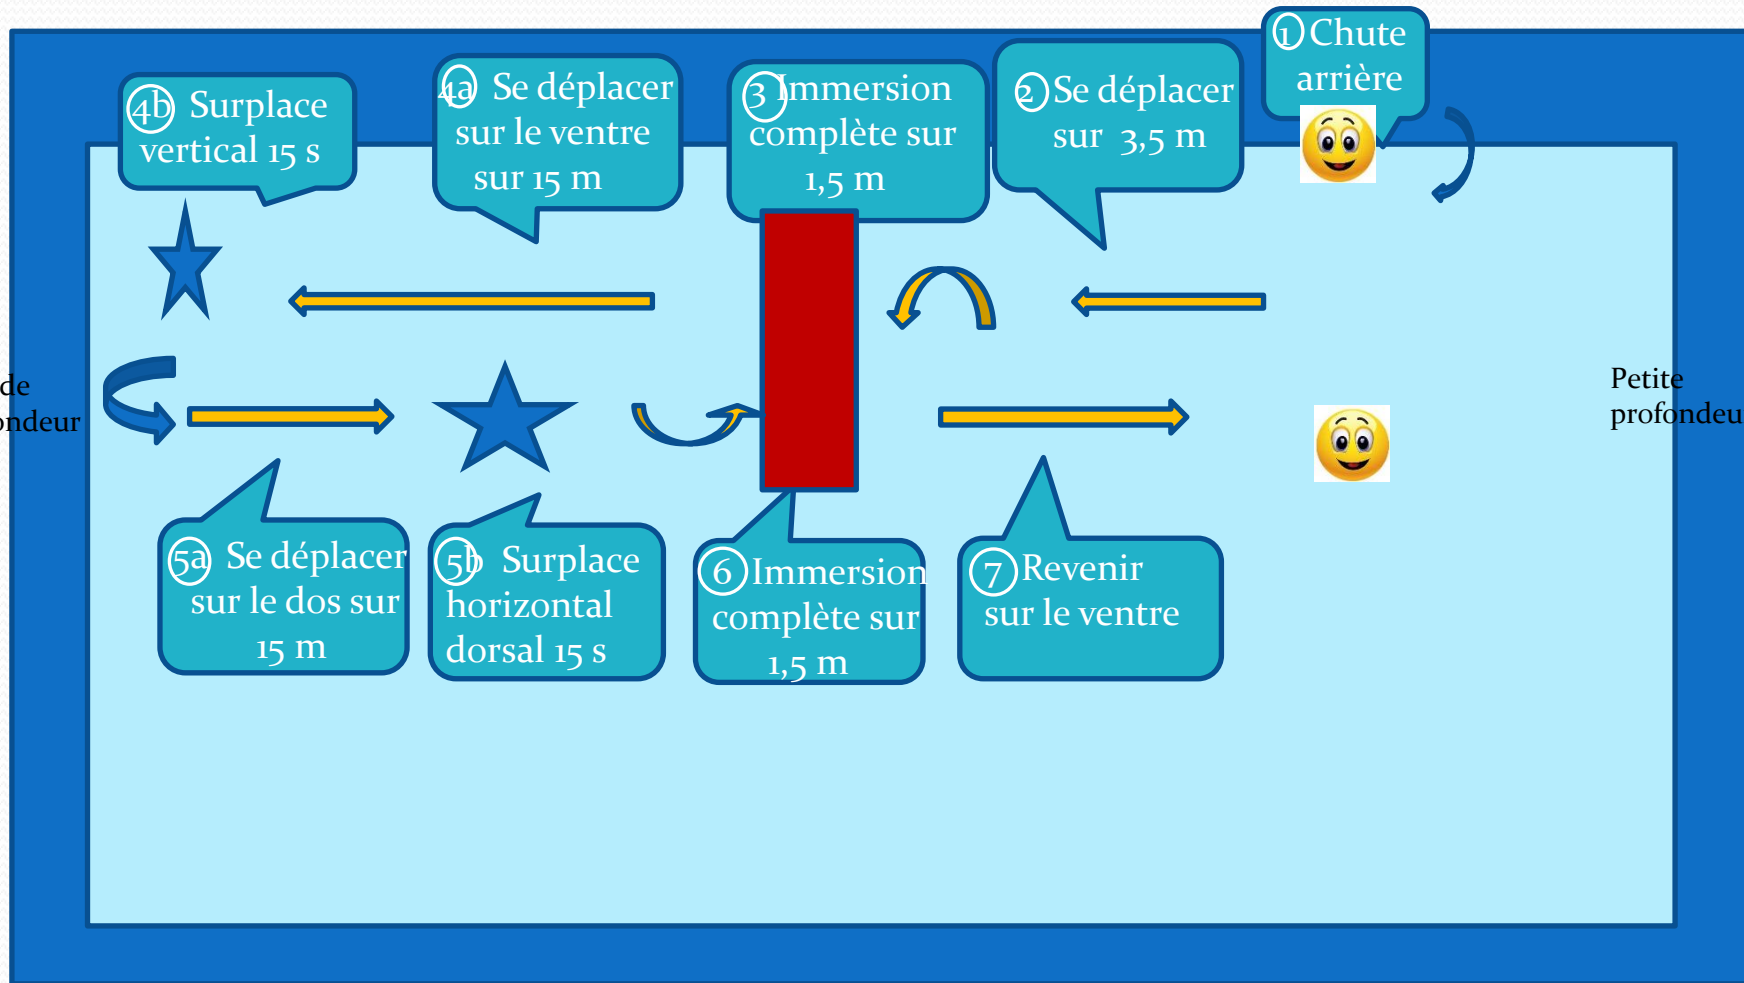 1 Chute
arrière
2 Se déplacer
sur 3,5 m
3 Immersion
complète sur
1,5 m
4a Se déplacer
sur le ventre
sur 15 m
4b Surplace
vertical 15 s
5a Se déplacer
sur le dos sur
15 m
5b Surplace
horizontal
dorsal 15 s
6 Immersion
complète sur
1,5 m
7 Revenir
sur le ventre
Petite
profondeu
de
ondeur